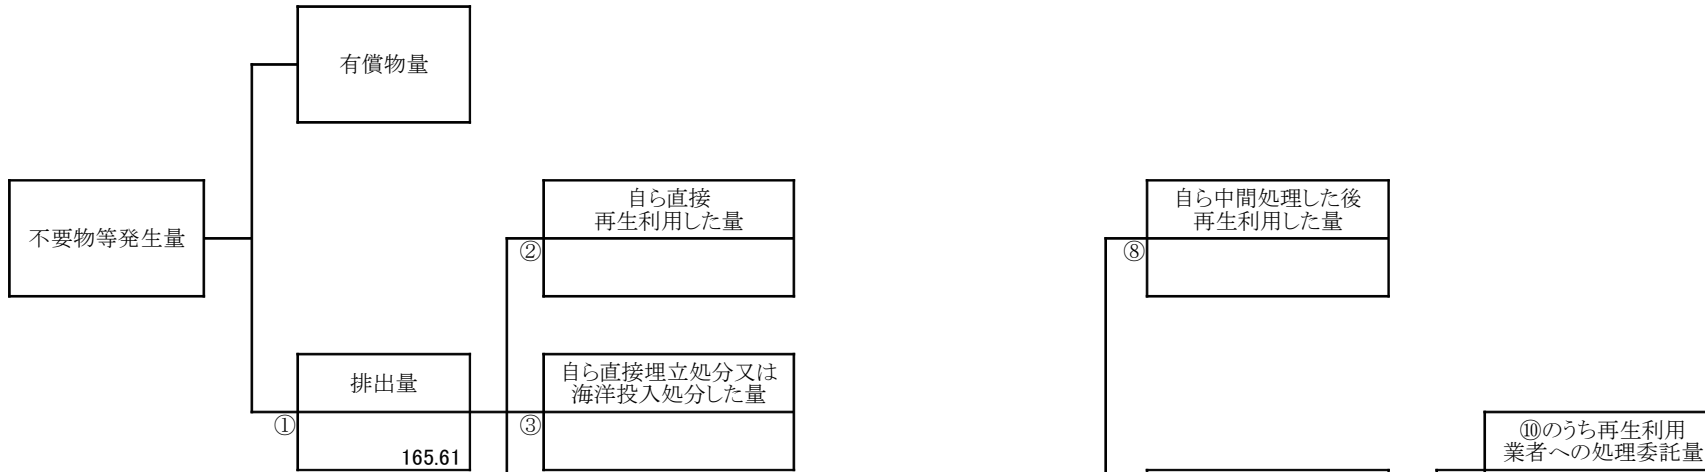 有償物量
不要物等発生量
自ら直接
再生利用した量
②
自ら中間処理した後
再生利用した量
⑧
排出量
①
165.61
自ら直接埋立処分又は
海洋投入処分した量
③
⑩のうち再生利用
業者への処理委託量